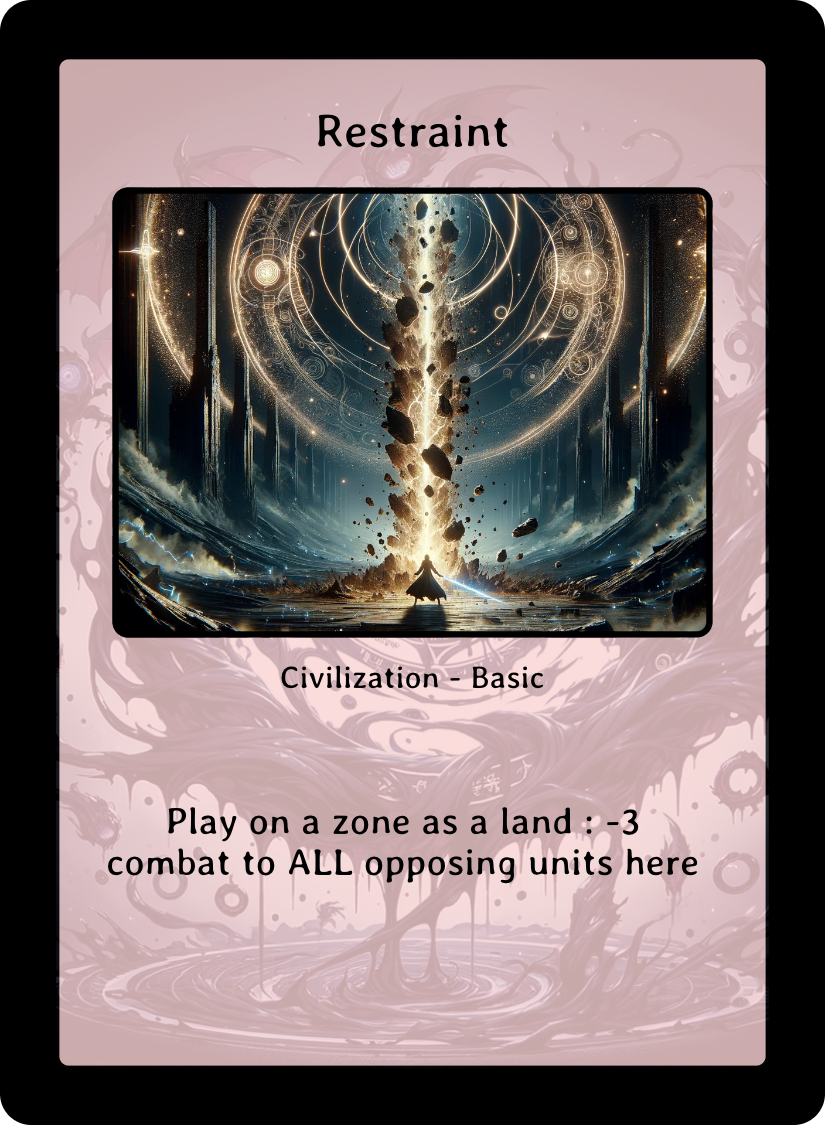 Restraint
Civilization - Basic
Play on a zone as a land : -3
combat to ALL opposing units here